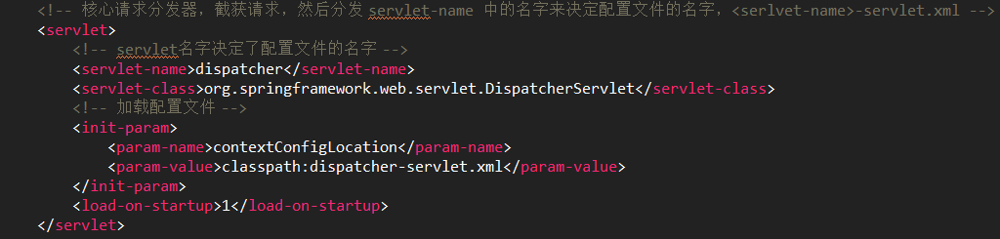 <!-- 核心请求分发器，截获请求，然后分发 servlet-name 中的名字来决定配置文件的名字，<serlvet-name>-servlet.xml -->
<servlet>
<!-- servlet名字决定了配置文件的名字 -->
<servlet-name>dispatcher</servlet-name>
<servlet-class>org.springframework.web.servlet.DispatcherServlet</servlet-class>
<!-- 加载配置文件 -->
<init-param>
<param-name>contextConfigLocation</param-name>
<param-value>classpath:dispatcher-servlet.xml</param-value>
</init-param>
<load-on-startup>1</load-on-startup>
</servlet>